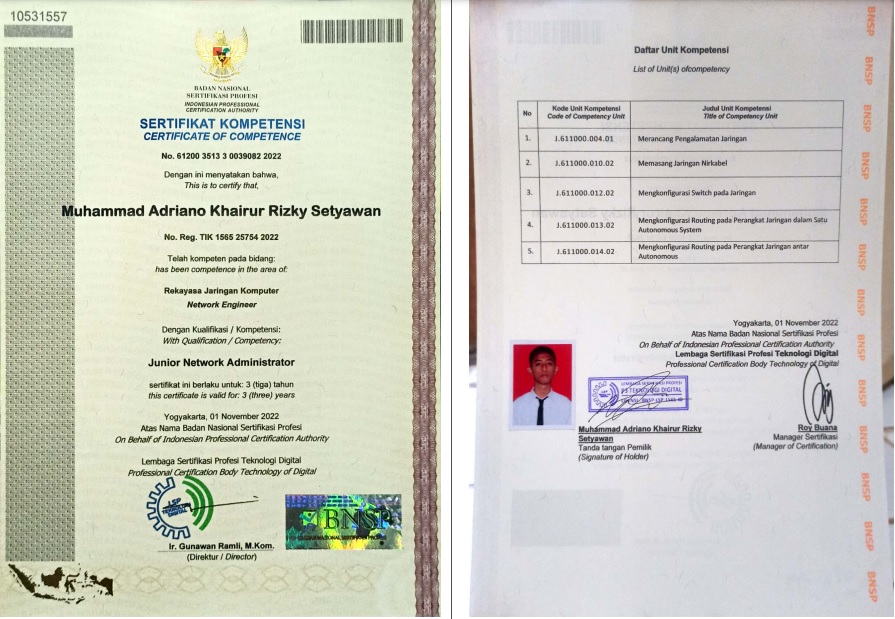 10531557
BADAN NASIONAL
SERTIFIKASI PROFESI
INDONESIAN PROFESSIONAL
CERTIFICATION AUTHORITY
SERTIFIKAT KOMPETENSI
CERTIFICATE OF COMPETENCE
No. 61200 3513 3 0039082 2022
Dengan ini menyatakan bahwa,
This is to certify that,
Muhammad Adriano Khairur Rizky Setyawan
No. Reg. TIK 1565 25754 2022
Telah kompeten pada bidang:
has been competence in the area of:
Rekayasa Jaringan Komputer
Network Engineer
Dengan Kualifikasi / Kompetensi:
With Qualification / Competency:
Junior Network Administrator
sertifikat ini berlaku untuk: 3 (tiga) tahun
this certificate is valid for: 3 (three) years
Yogyakarta, 01 November 2022
Atas Nama Badan Nasional Sertifikasi Profesi
On Behalf of Indonesian Professional Certification Authority
Lembaga Sertifikasi Profesi Teknologi Digital
Professional Certification Body Technology of Digital
LSP
TEKNOLOGI
DIGITAL
BNSP
Ir. Gunawan Ramli, M.Kom.
(Direktur / Director)
Daftar Unit Kompetensi
List of Unit(s) ofcompetency
No Kode Unit Kompetensi Judul Unit Kompetensi
Code of Competency Unit Title of Competency Unit
1. J.611000.004.01 Merancang Pengalamatan Jaringan
2. J.611000.010.02 Memasang Jaringan Nirkabel
3. J.611000.012.02 Mengkonfigurasi Switch pada Jaringan
4. J.611000.013.02 Mengkonfigurasi Routing pada Perangkat Jaringan dalam Satu
Autonomous System
5. J.611000.014.02 Mengkonfigurasi Routing pada Perangkat Jaringan antar
Autonomous
Yogyakarta, 01 November 2022
Atas Nama Badan Nasional Sertifikasi Profesi
On Behalf of Indonesian Professional Certification Authority
Lembaga Sertifikasi Profesi Teknologi Digital
Professional Certification Body Technology of Digital
LEMBAGA SERTIFIKASI PROFESI
TEKNOLOGI DIGITAL
Muhammad Adriano Khairur Rizky
Setyawan
Tanda tangan Pemilik
(Signature of Holder)
Roy Buana
Manager Sertifikasi
(Manager of Certification)
BNSP
BNSP
BNSP
BNSP
BNSP
BNSP
BNSP
BNSP
BNSP
BNSP
BNSP
BNSP
BNSP